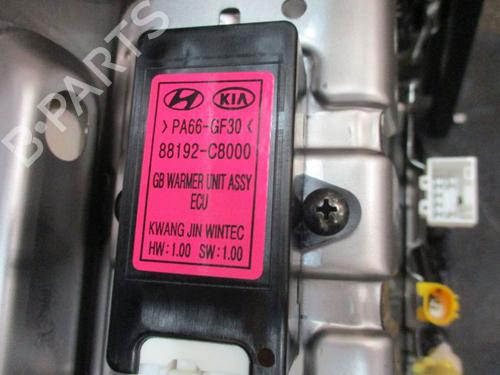 B-PARTS
KIA
>PA66-GF30<
88192-C8000
GB WARMER UNIT ASSY
ECU
KWANG JIN WINTEC
HW:1.00 SW:1.00